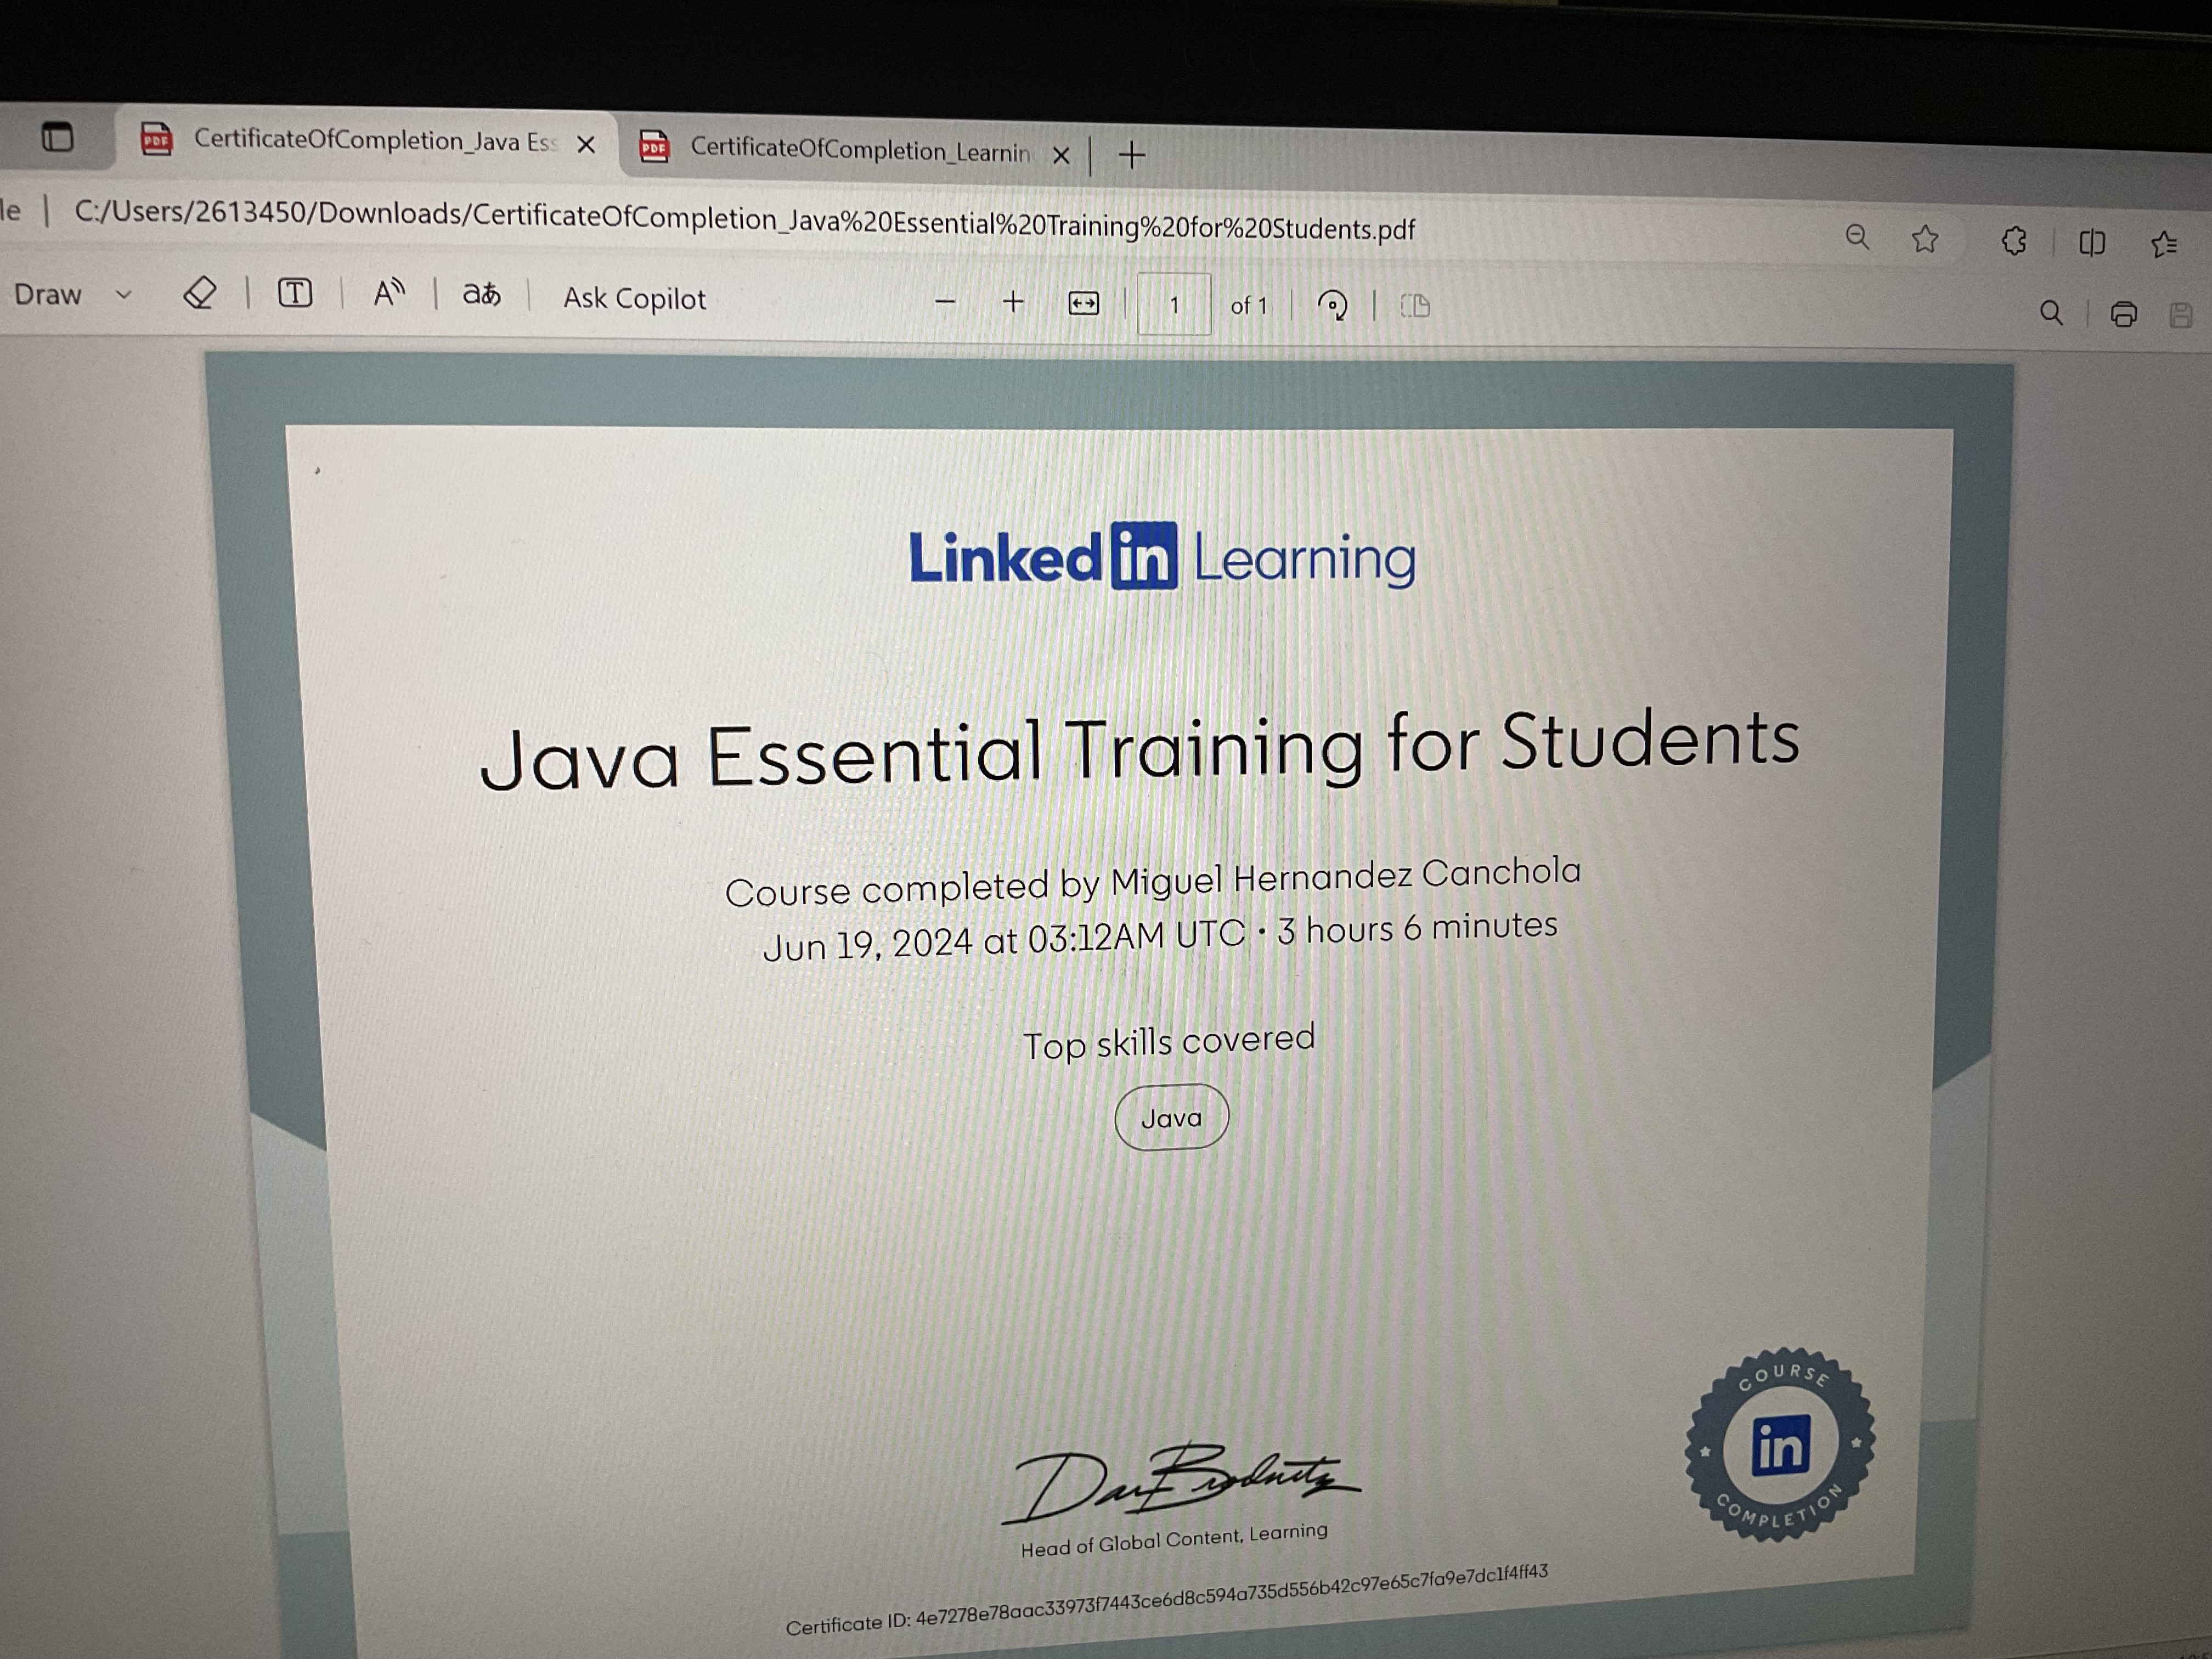 CertificateOfCompletion_Java Ess
CertificateOfCompletion_Learnin
le | C:/Users/2613450/Downloads/CertificateOfCompletion_Java%20Essential%20Training%20for%20Students.pdf
Draw
T
A
aあ
Ask Copilot
1 of 1
Linked in Learning
Java Essential Training for Students
Course completed by Miguel Hernandez Canchola
Jun 19, 2024 at 03:12AM UTC • 3 hours 6 minutes
Top skills covered
Java
Dan Brodnitz
Head of Global Content, Learning
Certificate ID: 4e7278e78aac33973f7443ce6d8c594a735d556b42c97e65c7fa9e7dc1f4ff43
COURSE
in
COMPLETION